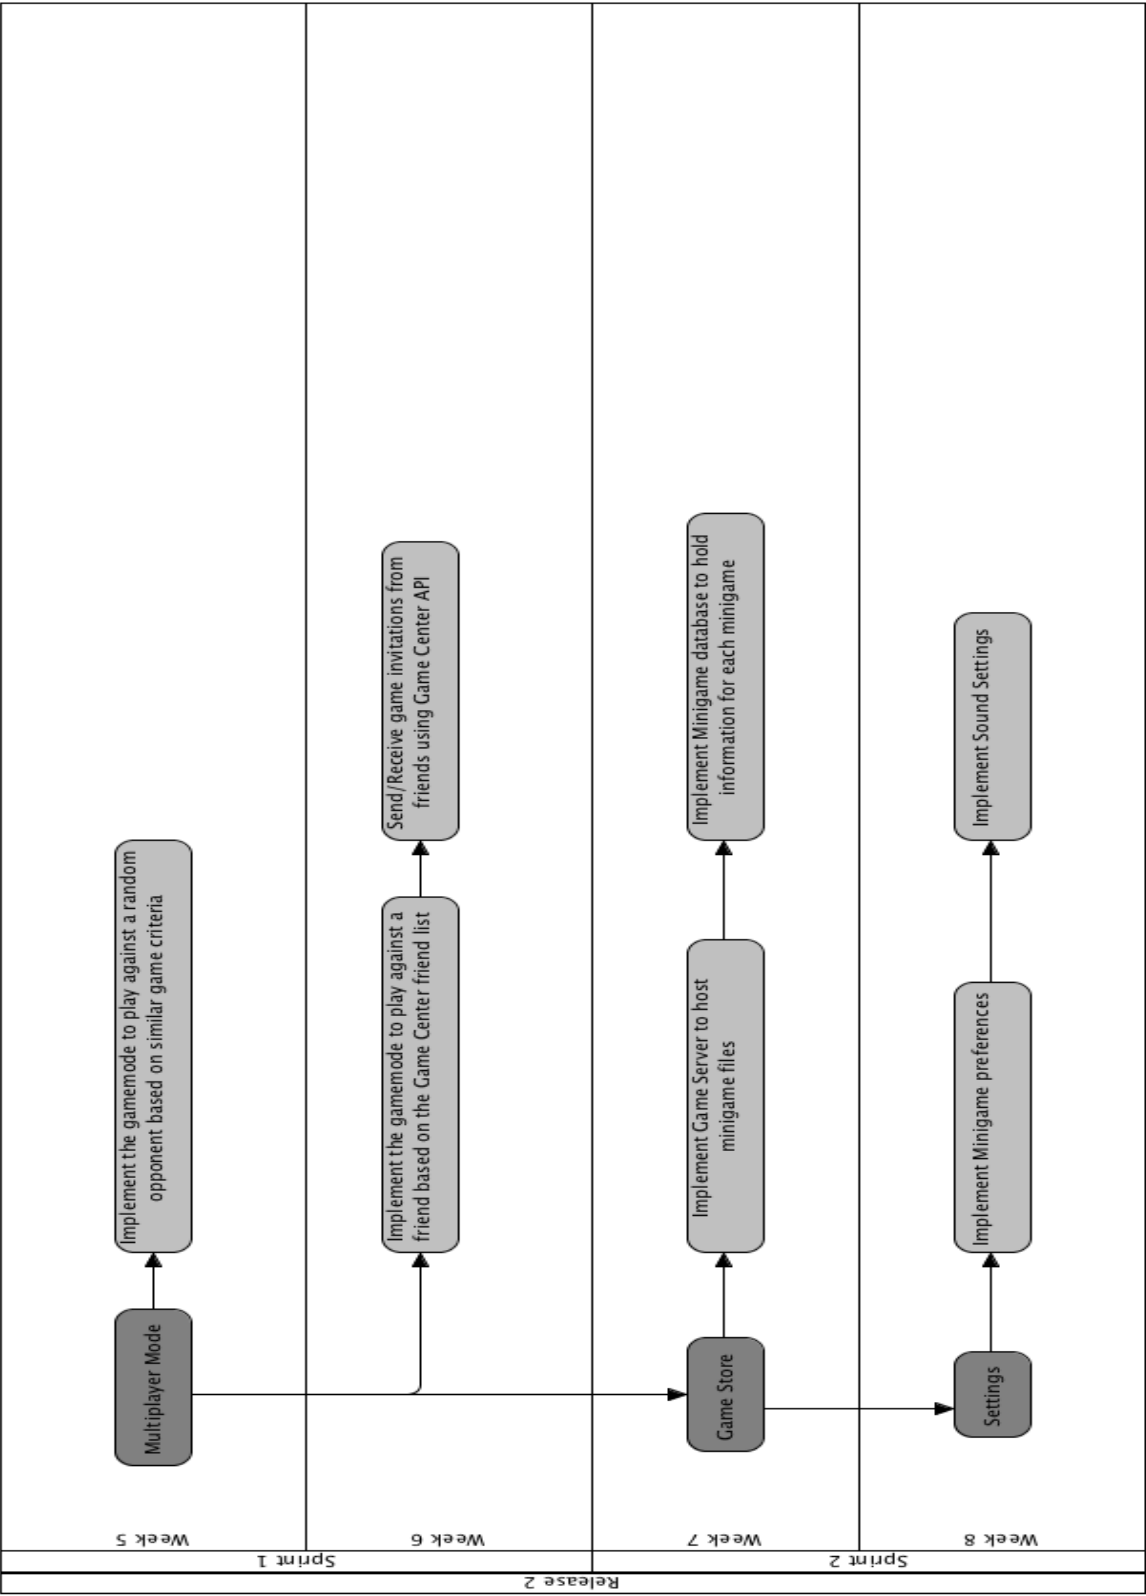 Release 2
Sprint 1
Week 5
Multiplayer Mode
Implement the gamemode to play against a random
opponent based on similar game criteria
Week 6
Implement the gamemode to play against a
friend based on the Game Center friend list
Send/Receive game invitations from
friends using Game Center API
Sprint 2
Week 7
Game Store
Implement Game Server to host
minigame files
Implement Minigame database to hold
information for each minigame
Week 8
Settings
Implement Minigame preferences
Implement Sound Settings